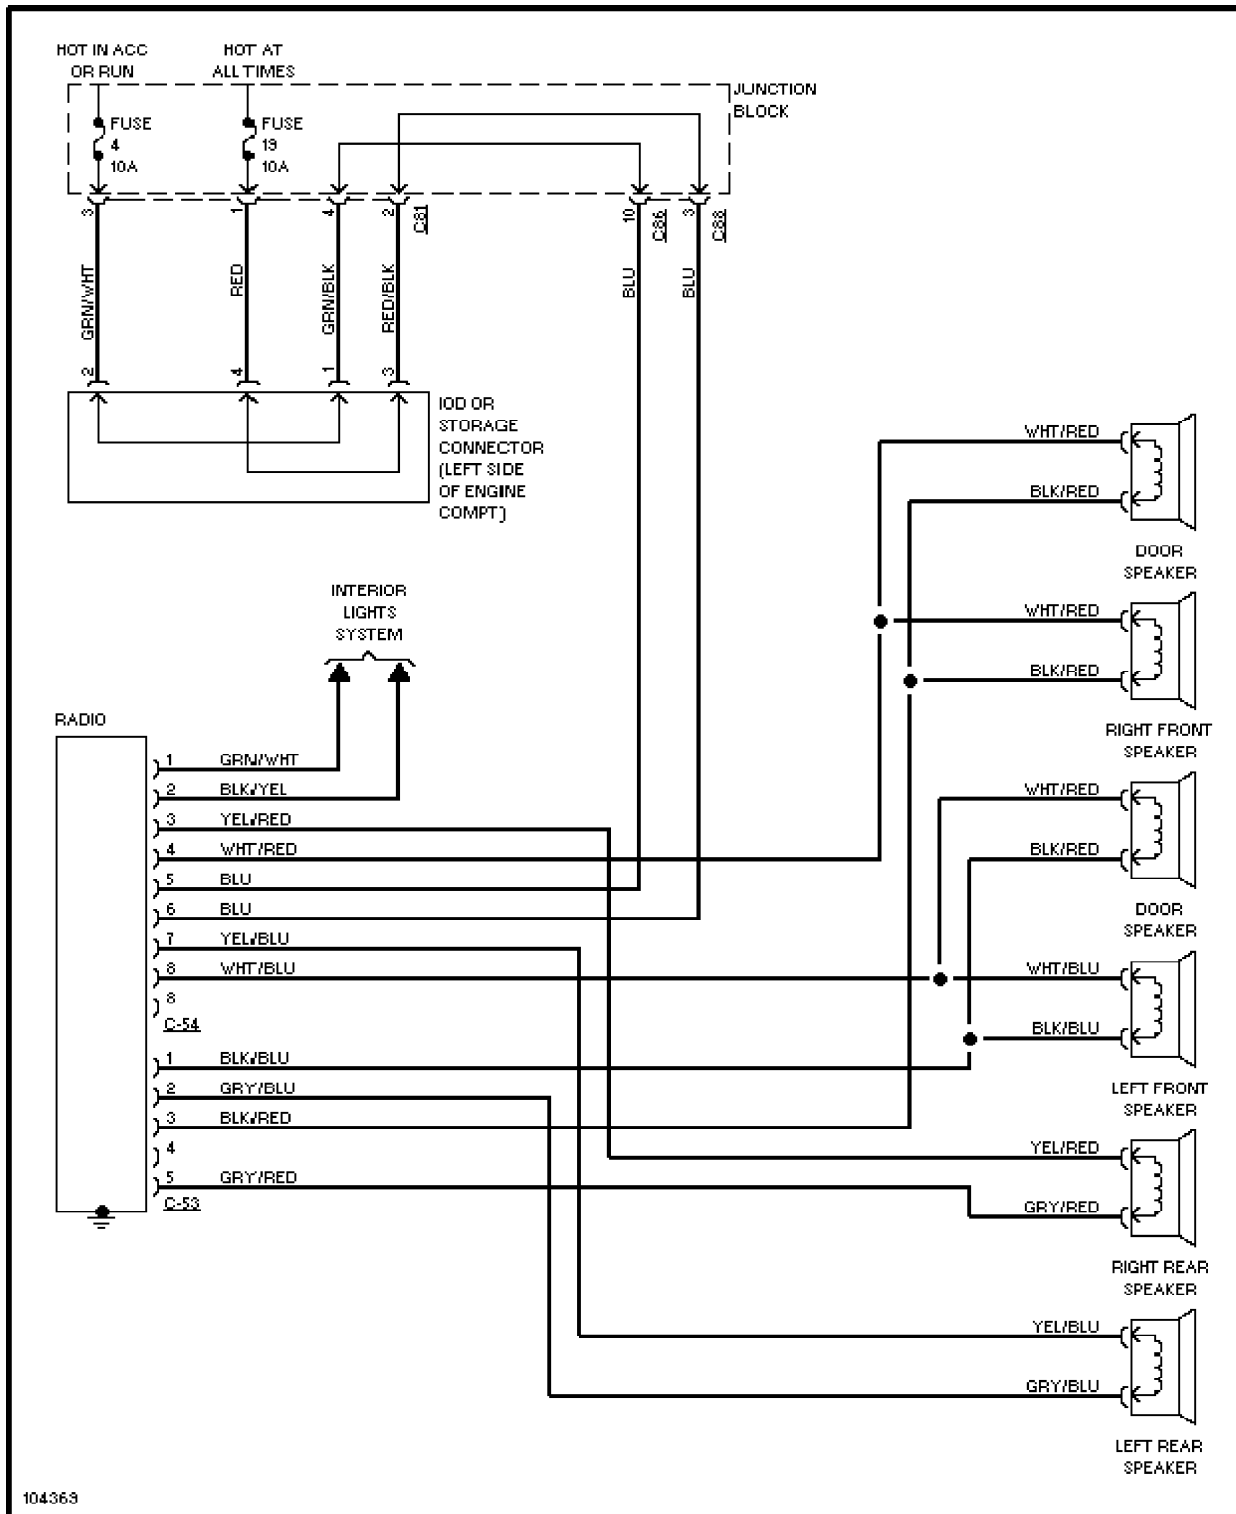 HOT IN ACC
OR RUN
HOT AT
ALL TIMES
JUNCTION
BLOCK
FUSE
4
10A
FUSE
19
10A
3
1
4
2
C81
10
C86
3
C88
GRN/WHT
RED
GRN/BLK
RED/BLK
BLU
BLU
2
4
1
3
IOD OR
STORAGE
CONNECTOR
(LEFT SIDE
OF ENGINE
COMPT)
WHT/RED
BLK/RED
DOOR
SPEAKER
INTERIOR
LIGHTS
SYSTEM
WHT/RED
BLK/RED
RIGHT FRONT
SPEAKER
RADIO
1 GRN/WHT
2 BLK/YEL
3 YEL/RED
4 WHT/RED
5 BLU
6 BLU
7 YEL/BLU
8 WHT/BLU
8
C-54
1 BLK/BLU
2 GRY/BLU
3 BLK/RED
4
5 GRY/RED
C-53
WHT/RED
BLK/RED
DOOR
SPEAKER
WHT/BLU
BLK/BLU
LEFT FRONT
SPEAKER
YEL/RED
GRY/RED
RIGHT REAR
SPEAKER
YEL/BLU
GRY/BLU
LEFT REAR
SPEAKER
104369